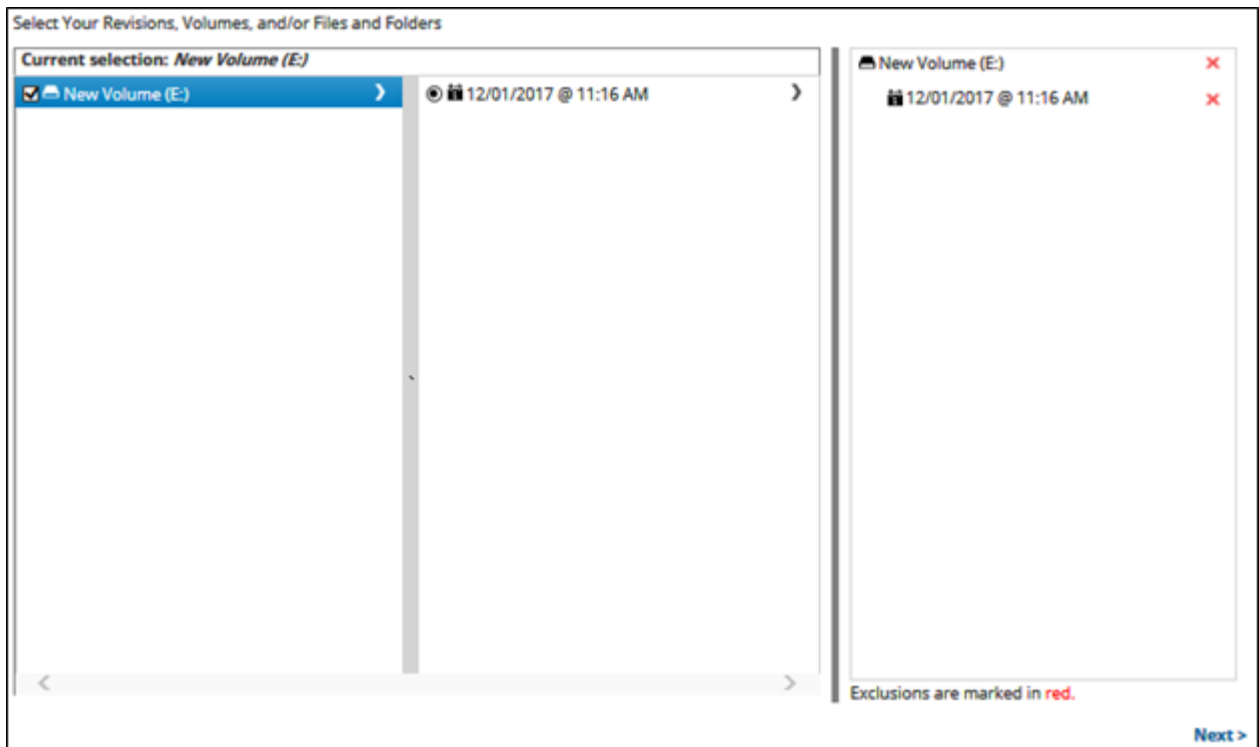 Select Your Revisions, Volumes, and/or Files and Folders
Current selection: New Volume (E:)
New Volume (E:)
12/01/2017 @ 11:16 AM
New Volume (E:)
12/01/2017 @ 11:16 AM
Exclusions are marked in red.
Next >